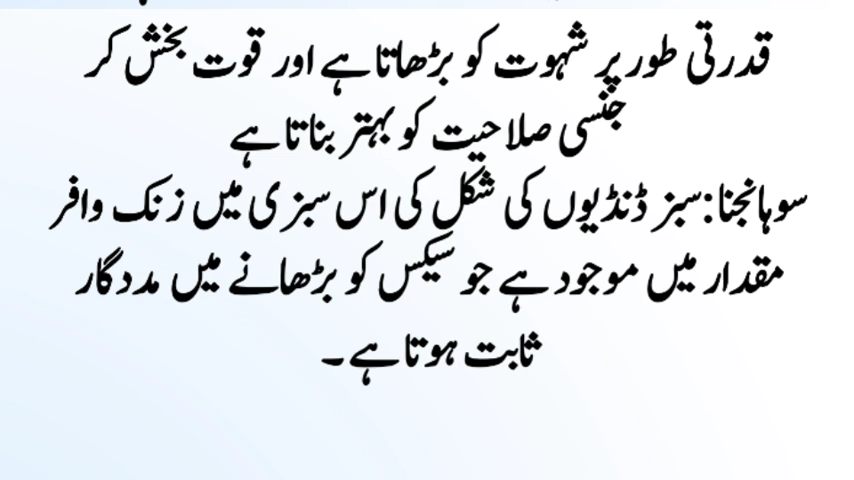 قدرتی طور پر شہوت کو بڑھاتا ہے اور قوت بخش کر
جنسی صلاحیت کو بہتر بناتا ہے
سوہانجنا: سبز ڈنڈیوں کی شکل کی اس سبزی میں زنک وافر
مقدار میں موجود ہے جو سیکس کو بڑھانے میں مددگار
ثابت ہوتا ہے۔